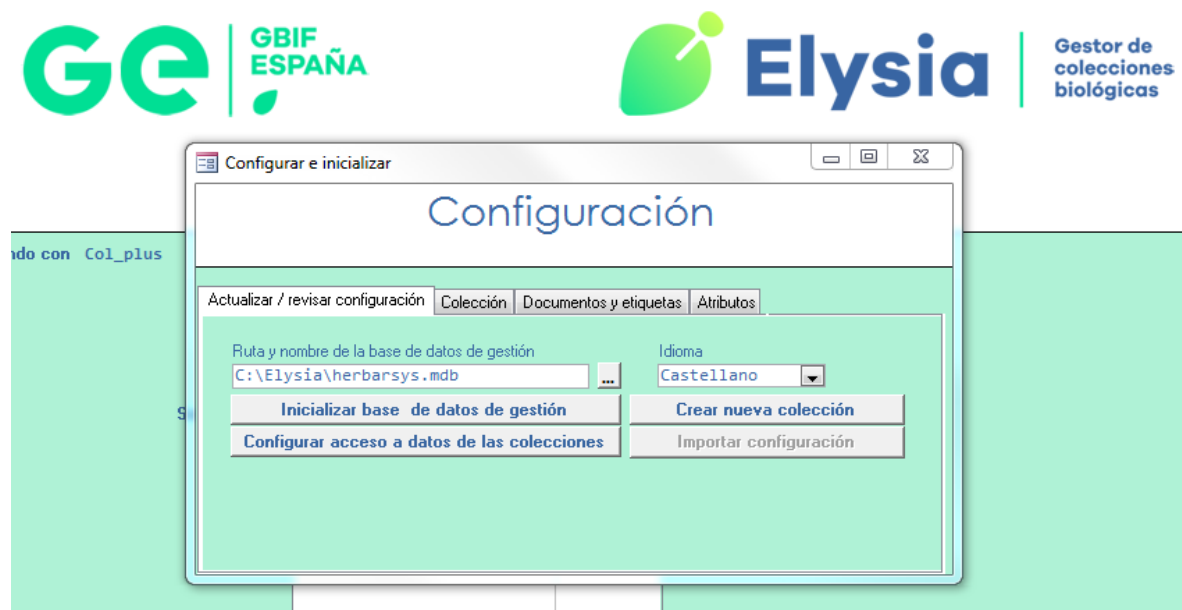 Ge
GBIF
ESPAÑA
Elysia
Gestor de
colecciones
biológicas
Configurar e inicializar
Configuración
ndo con Col_plus
Actualizar / revisar configuración Colección Documentos y etiquetas Atributos
Ruta y nombre de la base de datos de gestión Idioma
C:\Elysia\herbarsys.mdb ... Castellano
Inicializar base de datos de gestión Crear nueva colección
Configurar acceso a datos de las colecciones Importar configuración